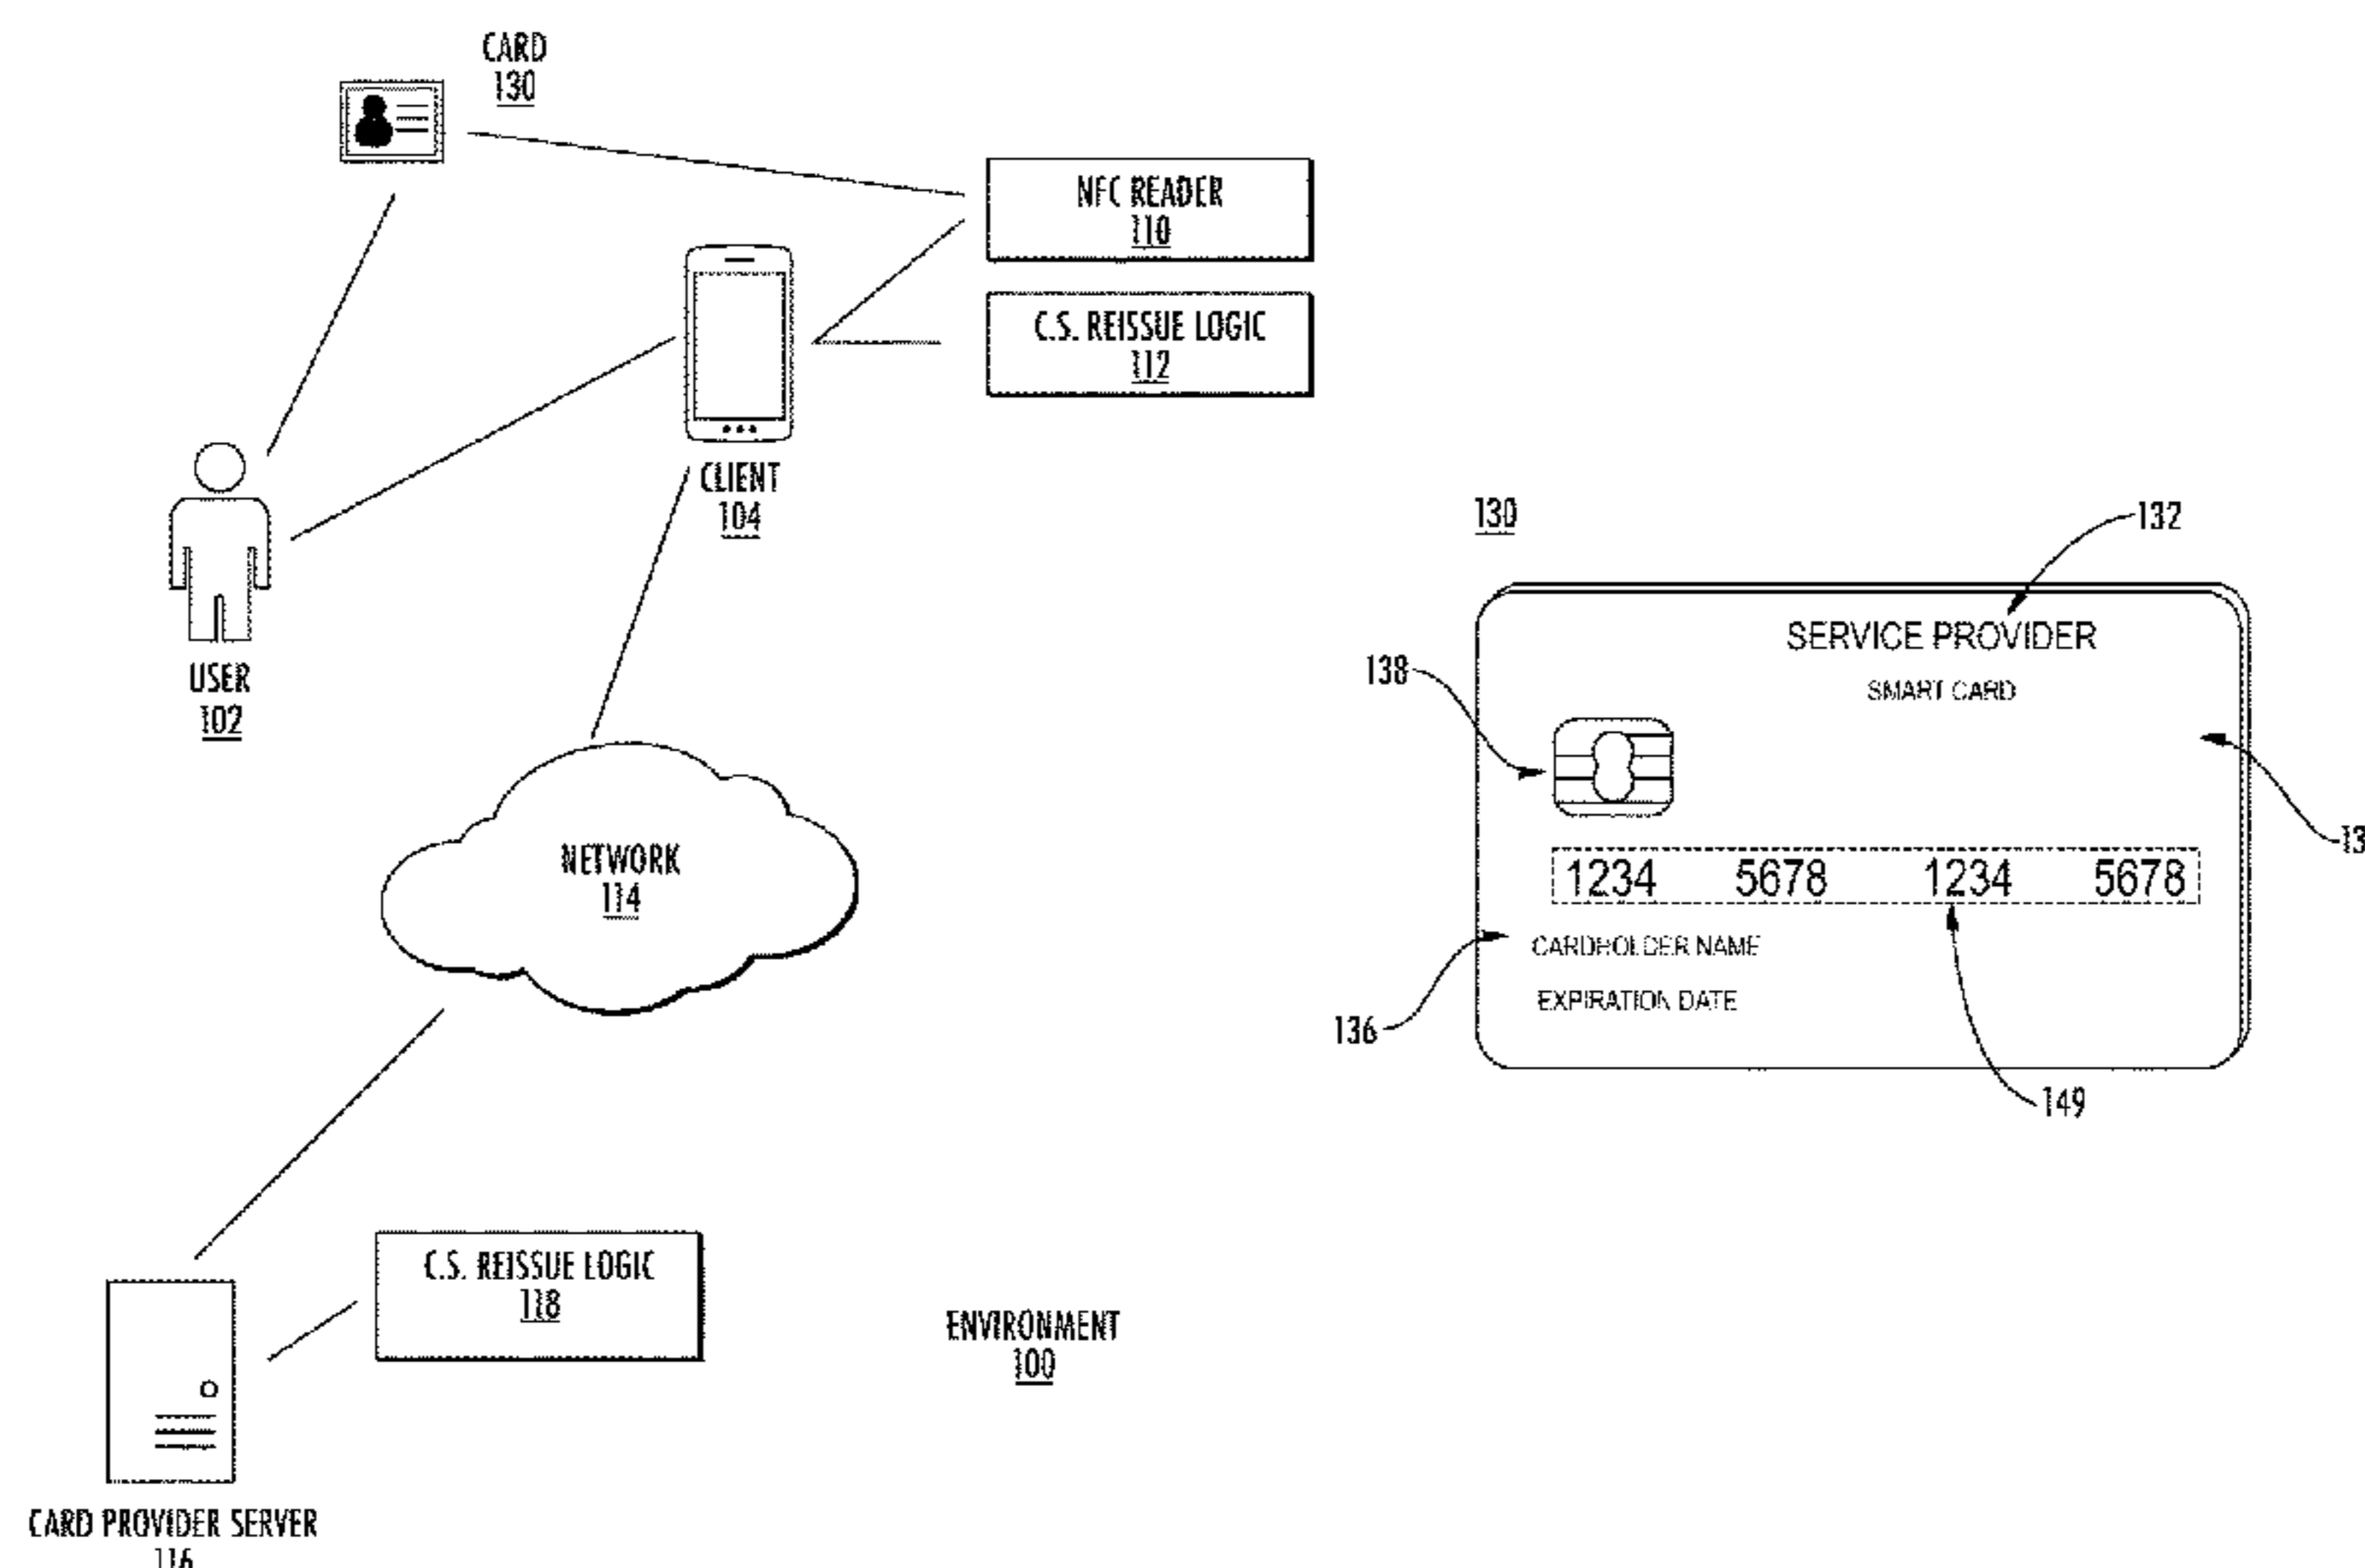 CARD
130
NFC READER
110
C.S. REISSUE LOGIC
112
CLIENT
104
USER
102
NETWORK
114
C.S. REISSUE LOGIC
118
ENVIRONMENT
100
CARD PROVIDER SERVER
116
130
132
SERVICE PROVIDER
SMART CARD
138
13
1234 5678 1234 5678
CARDHOLDER NAME
EXPIRATION DATE
136
149